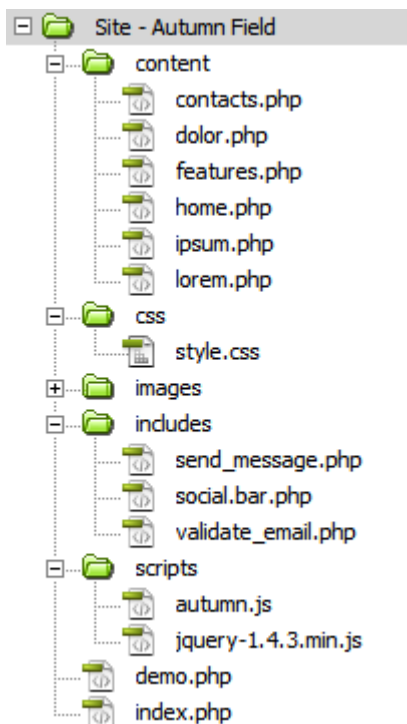 Site - Autumn Field
content
contacts.php
dolor.php
features.php
home.php
ipsum.php
lorem.php
css
style.css
images
includes
send_message.php
social.bar.php
validate_email.php
scripts
autumn.js
jquery-1.4.3.min.js
demo.php
index.php